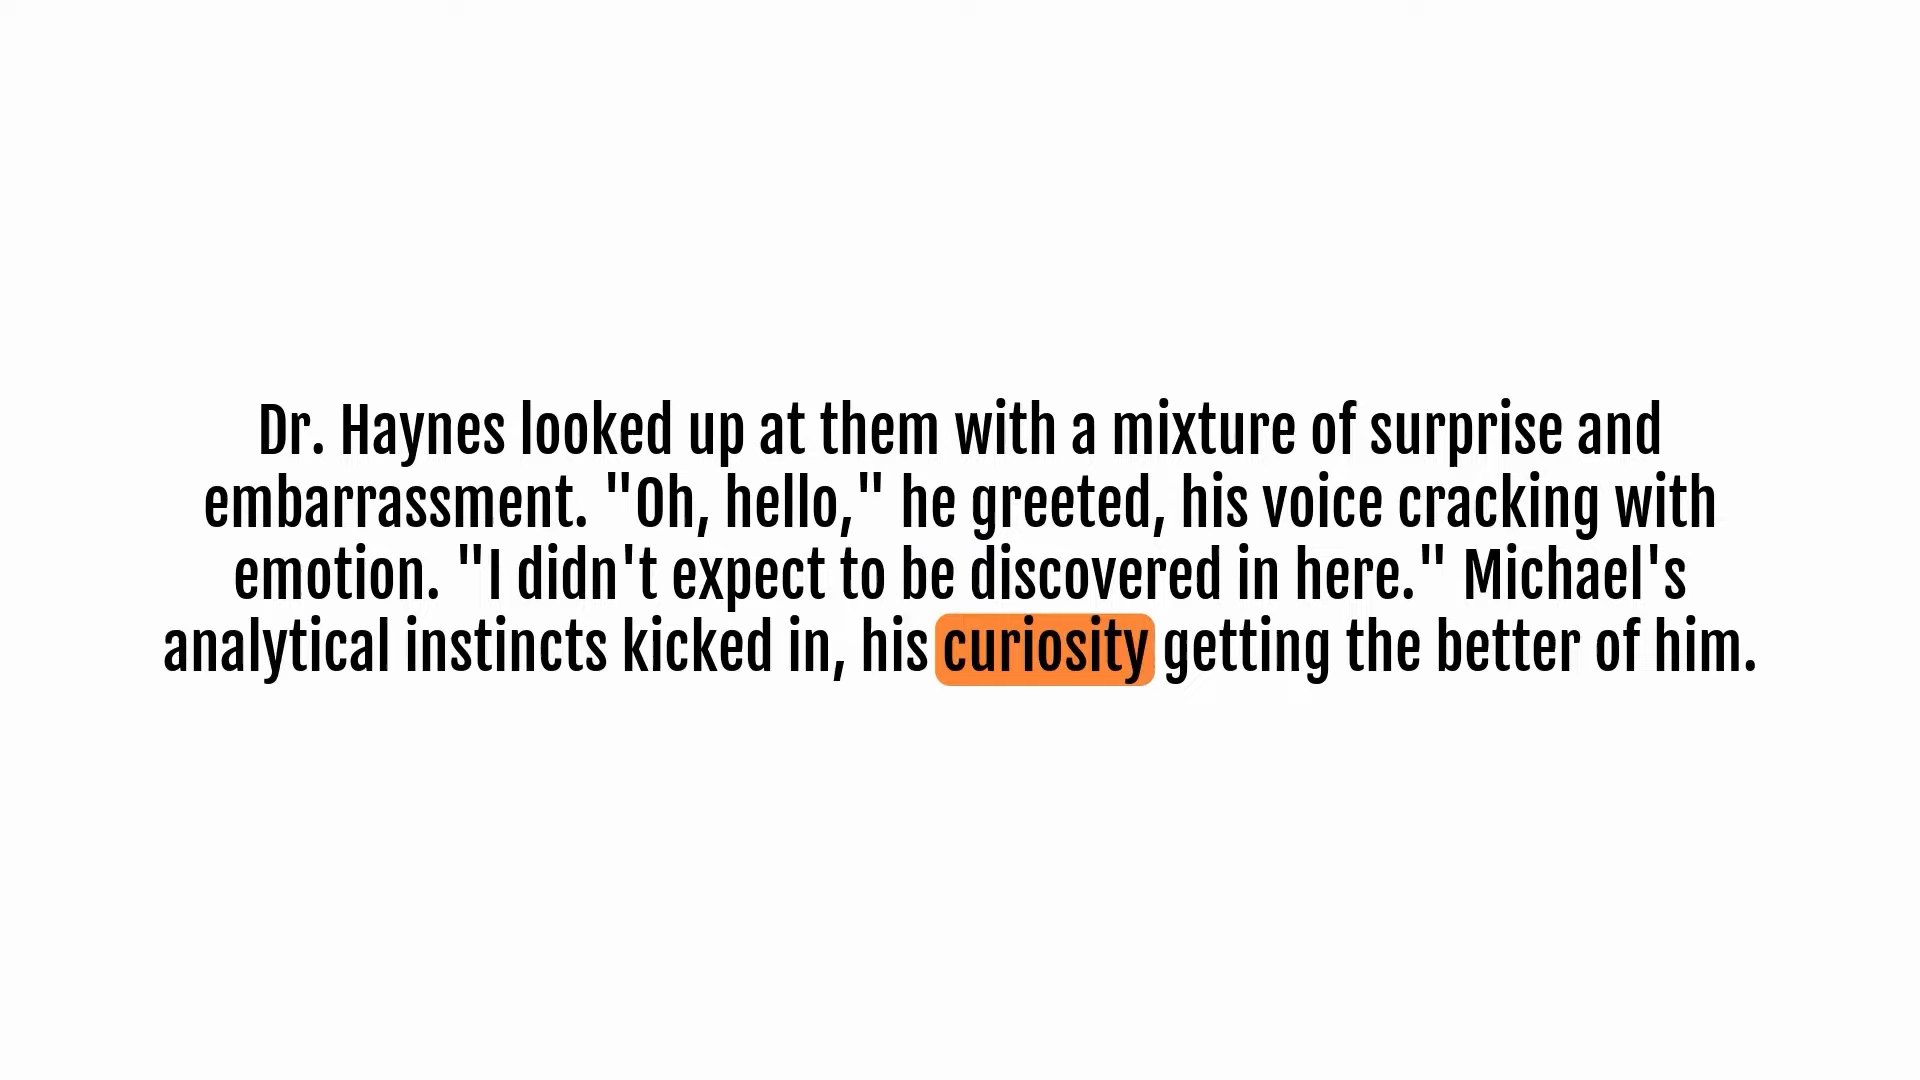 Dr. Haynes looked up at them with a mixture of surprise and
embarrassment. "Oh, hello," he greeted, his voice cracking with
emotion. "I didn't expect to be discovered in here." Michael's
analytical instincts kicked in, his curiosity getting the better of him.